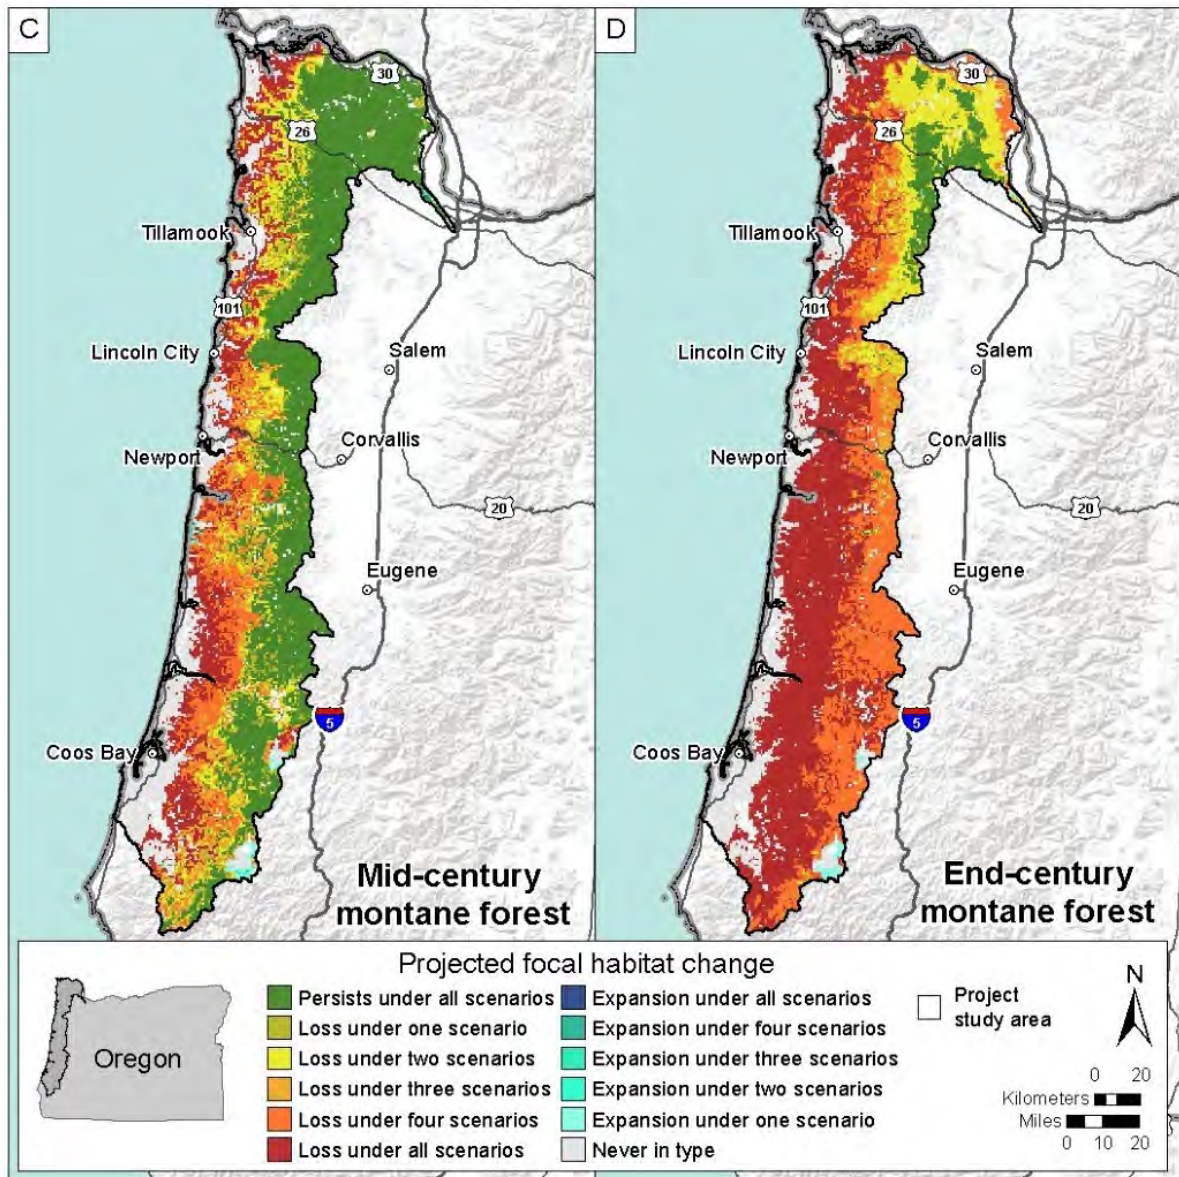 C
30
26
Tillamook
101
Lincoln City
Salem
Corvallis
Newport
20
Eugene
5
Coos Bay
Mid-century
montane forest
D
30
26
Tillamook
101
Lincoln City
Salem
Corvallis
Newport
20
Eugene
5
Coos Bay
End-century
montane forest
Projected focal habitat change
Oregon
Persists under all scenarios
Loss under one scenario
Loss under two scenarios
Loss under three scenarios
Loss under four scenarios
Loss under all scenarios
Expansion under all scenarios
Expansion under four scenarios
Expansion under three scenarios
Expansion under two scenarios
Expansion under one scenario
Never in type
Project
study area
N
0 20
Kilometers
Miles
0 10 20